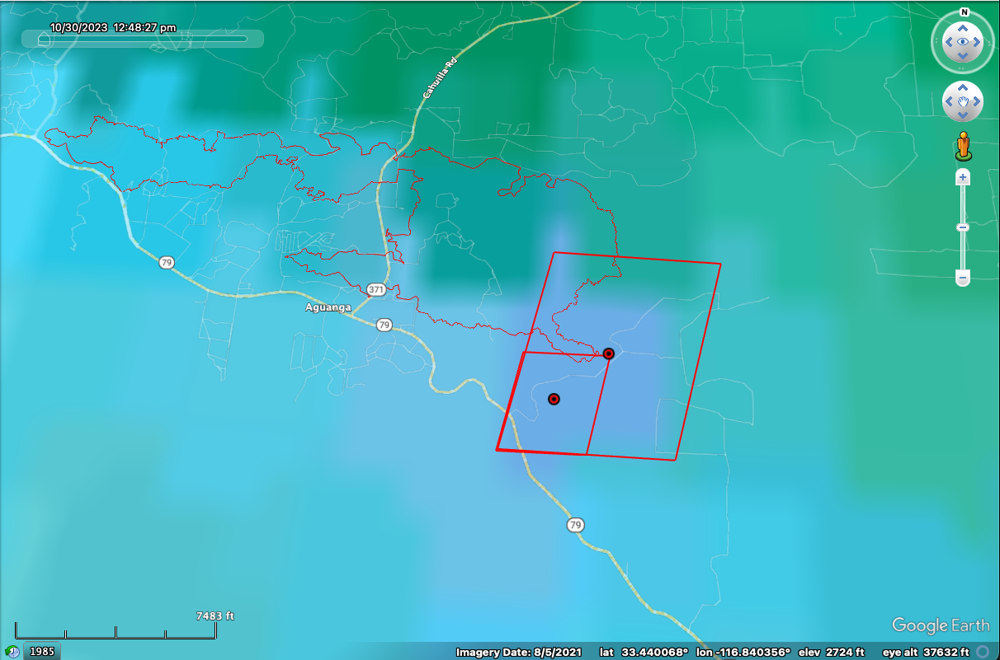 N
10/30/2023 12:48:27 pm
Cahuilla Rd
79
371
Aguanga
79
79
7483 ft
Google Earth
1985
Imagery Date: 8/5/2021 lat 33.440068° lon -116.840356° elev 2724 ft eye alt 37632 ft